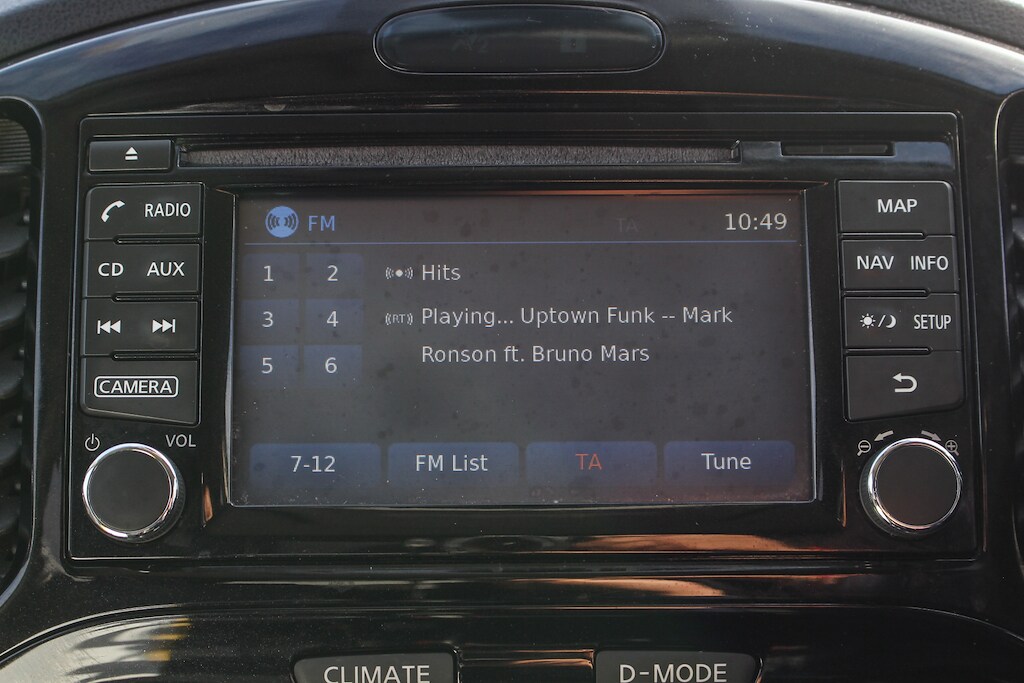 RADIO
CD AUX
CAMERA
VOL
FM TA 10:49
1 2
3 4
5 6
Hits
(RT) Playing... Uptown Funk -- Mark
Ronson ft. Bruno Mars
7-12 FM List TA Tune
MAP
NAV INFO
SETUP
CLIMATE D-MODE